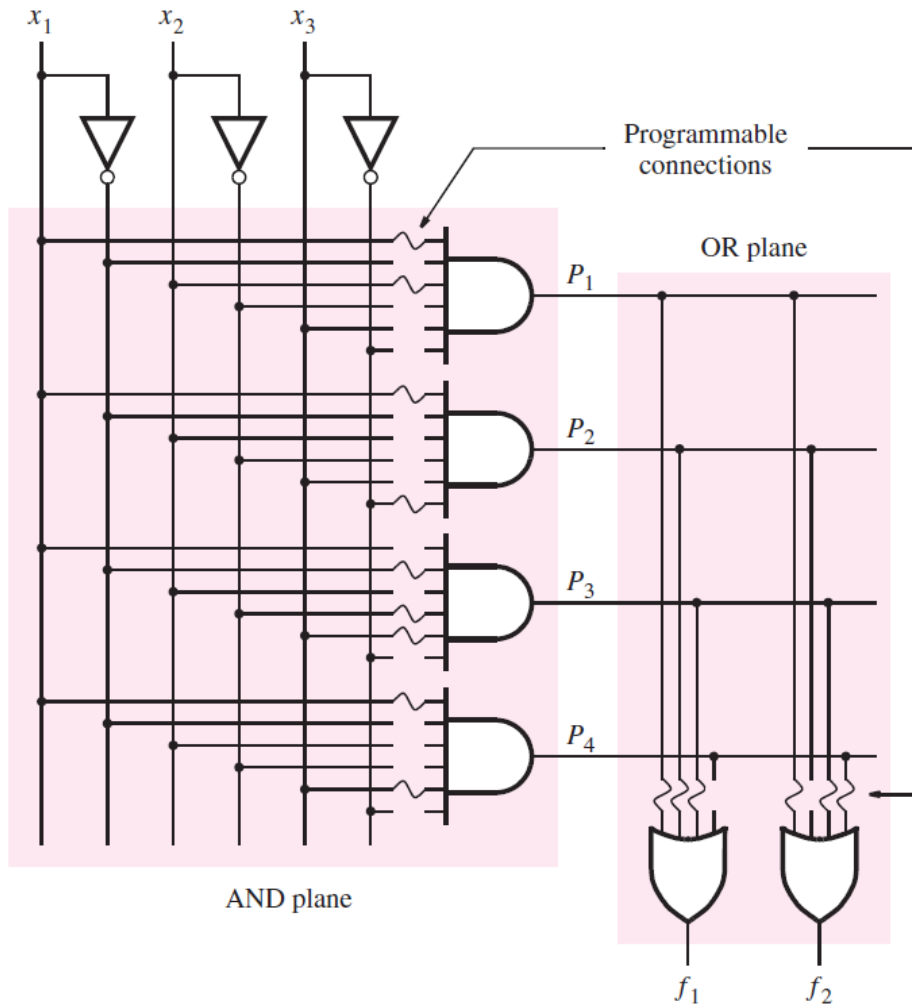 x1 x2 x3
Programmable
connections
OR plane
P1
P2
P3
P4
AND plane
f1 f2